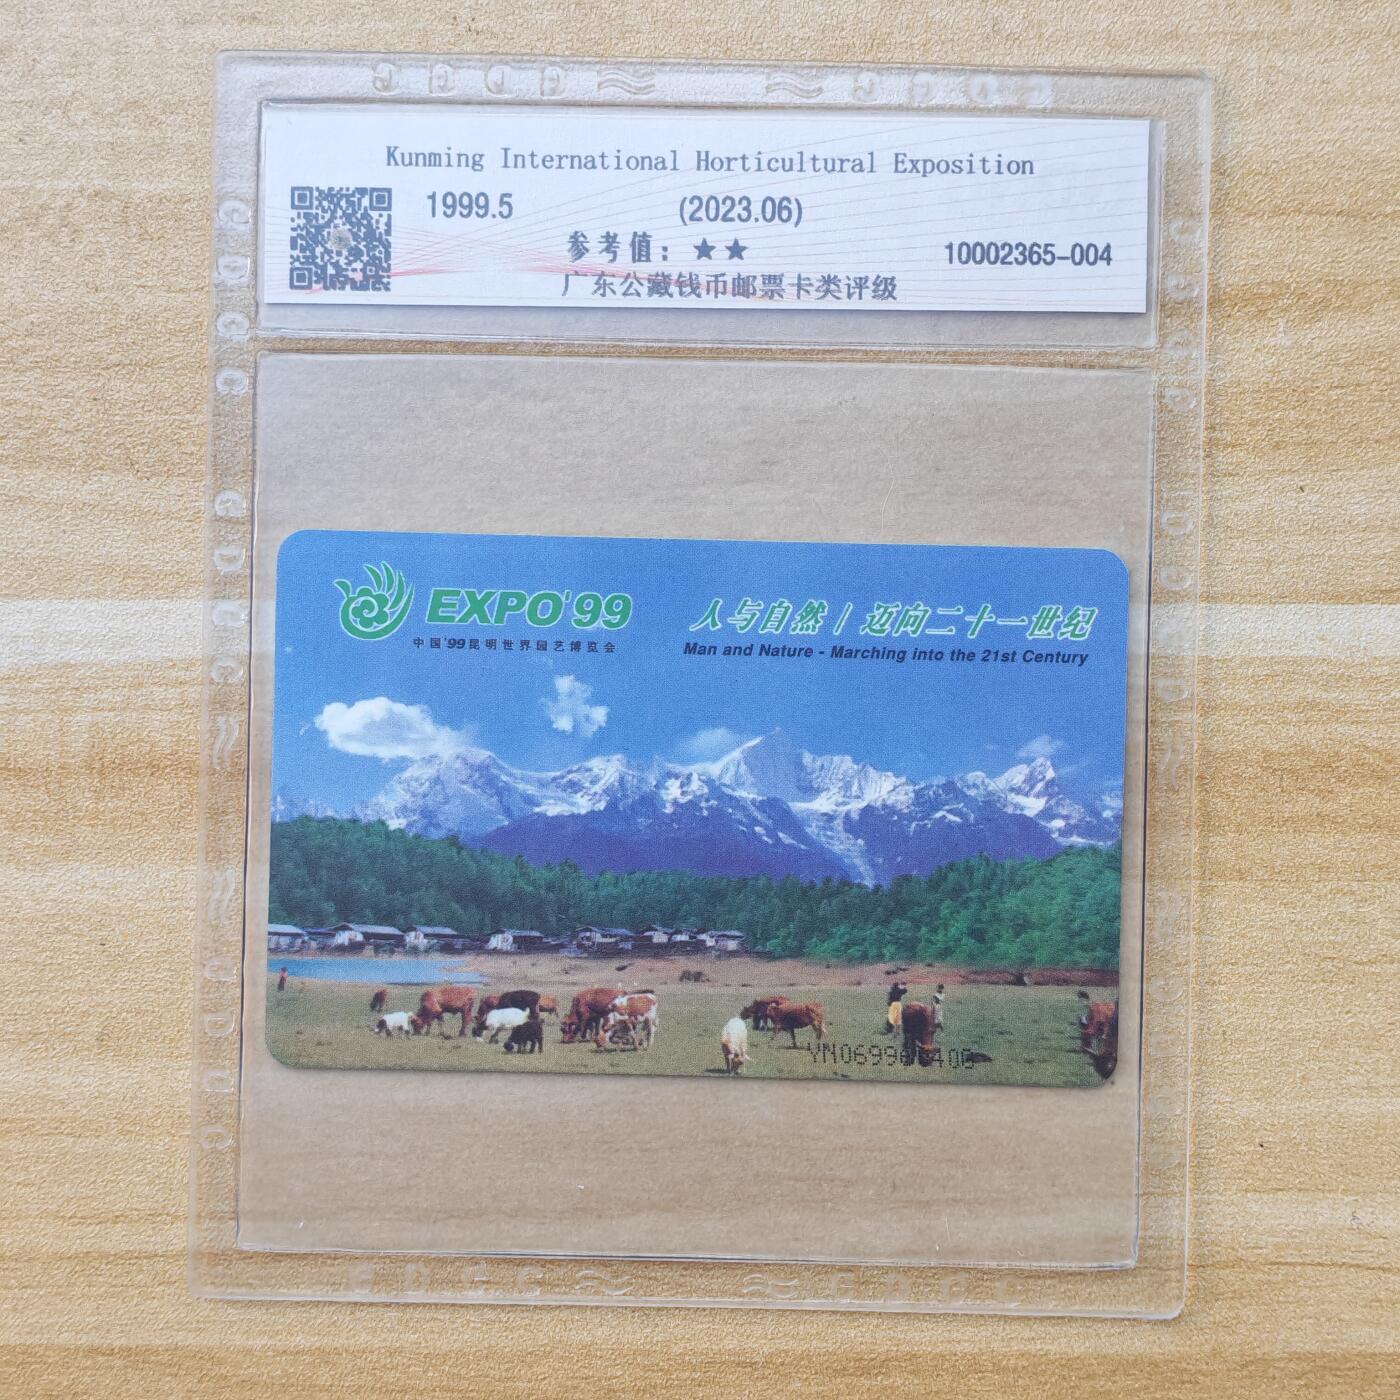 Kunming International Horticultural Exposition
1999.5 (2023.06)
参考值：★★ 10002365-004
广东公藏钱币邮票卡类评级
EXPO'99
中国'99昆明世界园艺博览会
人与自然/迈向二十一世纪
Man and Nature - Marching into the 21st Century